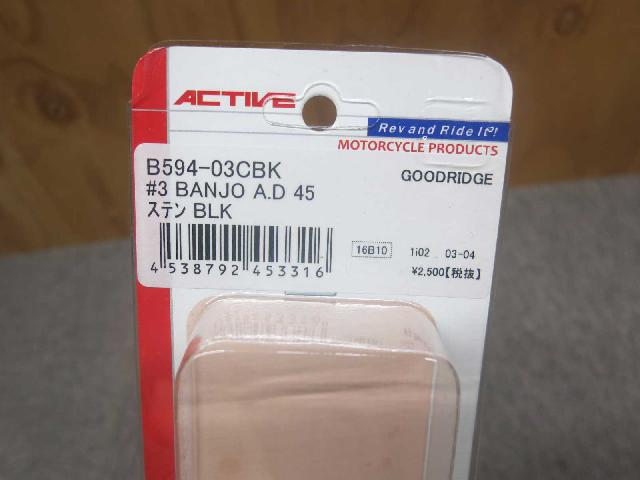 ACTIVE
Rev and Ride It!
MOTORCYCLE PRODUCTS
B594-03CBK
GOODRIDGE
#3 BANJO A.D 45
ステン BLK
16B10 1i02 03-04
4 538792 453316
¥2,500【税抜】